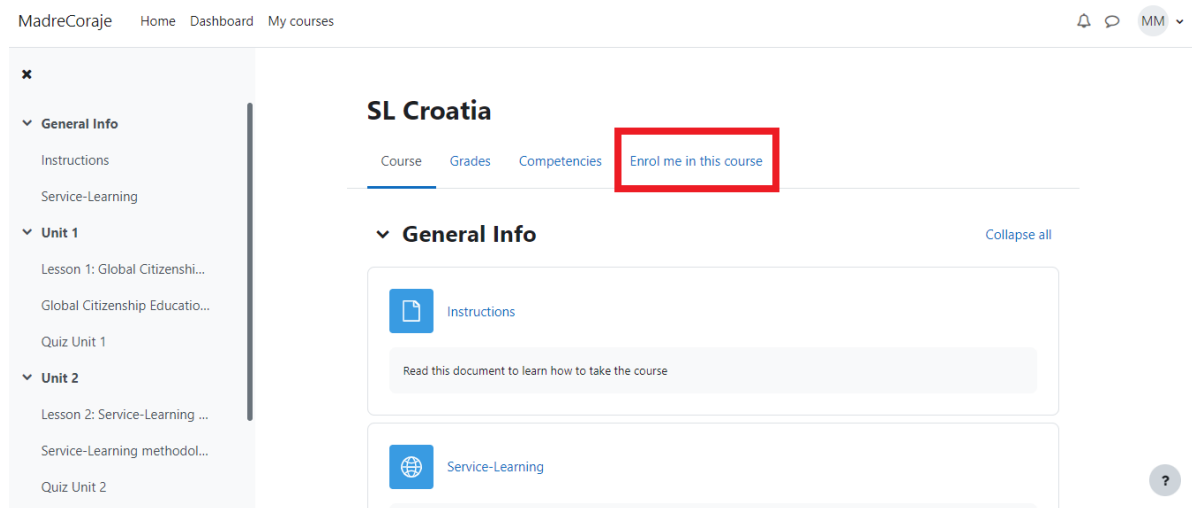 MadreCoraje Home Dashboard My courses MM
General Info
Instructions
Service-Learning
Unit 1
Lesson 1: Global Citizenshi...
Global Citizenship Educatio...
Quiz Unit 1
Unit 2
Lesson 2: Service-Learning ...
Service-Learning methodol...
Quiz Unit 2
SL Croatia
Course Grades Competencies Enrol me in this course
General Info Collapse all
Instructions
Read this document to learn how to take the course
Service-Learning
?